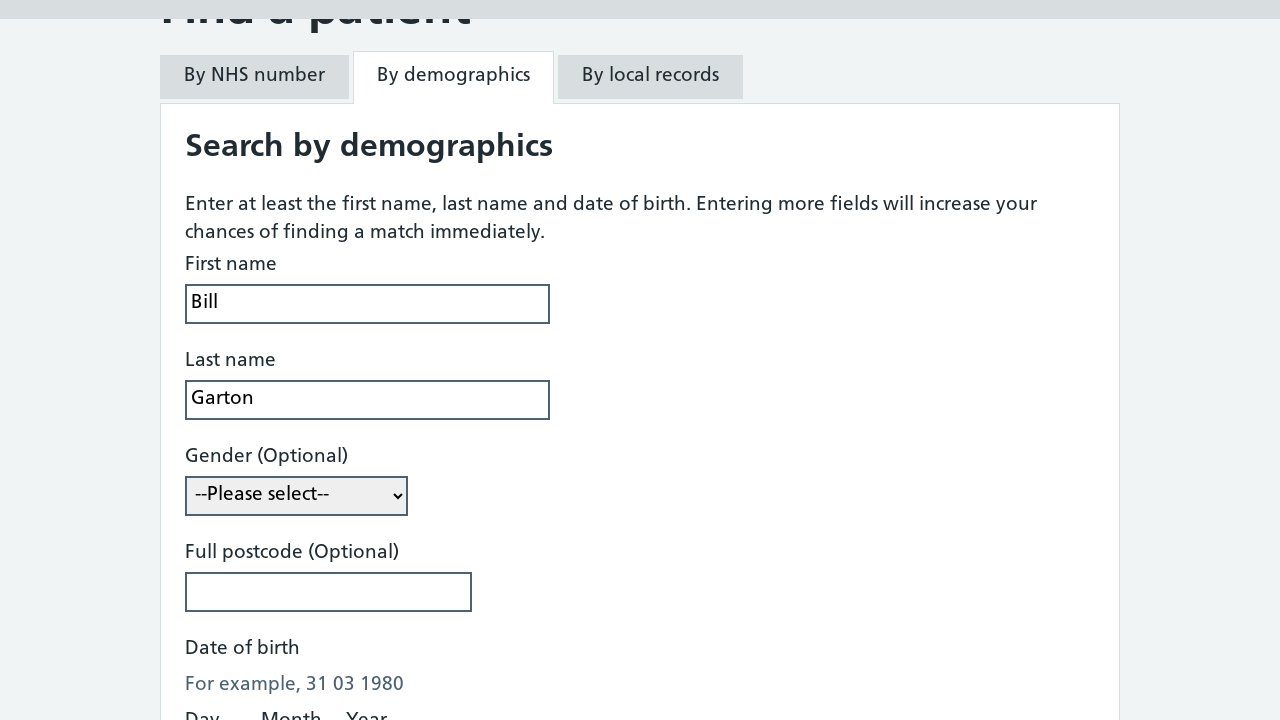 Find a patient
By NHS number
By demographics
By local records
Search by demographics
Enter at least the first name, last name and date of birth. Entering more fields will increase your
chances of finding a match immediately.
First name
Bill
Last name
Garton
Gender (Optional)
--Please select--
Full postcode (Optional)
Date of birth
For example, 31 03 1980
Day Month Year